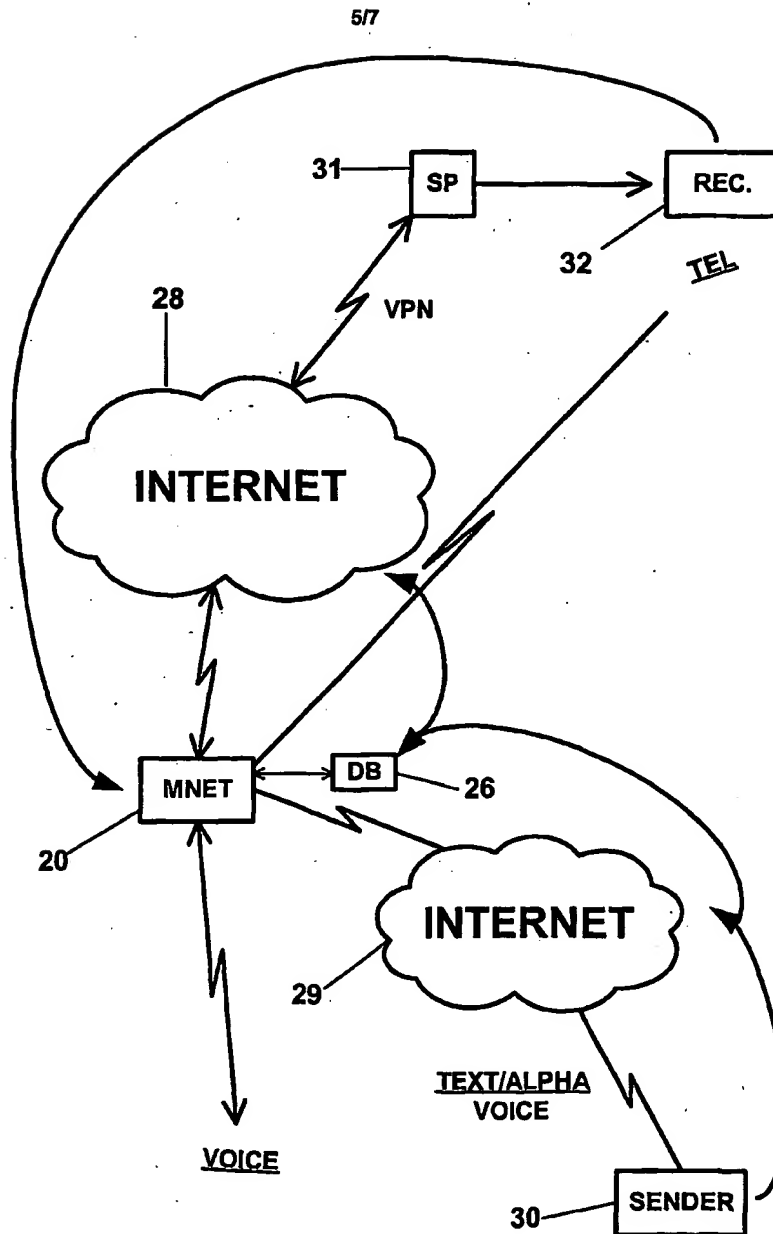 5/7
31
SP
REC.
32
TEL
28
VPN
INTERNET
MNET
DB
26
20
INTERNET
29
TEXT/ALPHA
VOICE
VOICE
30
SENDER